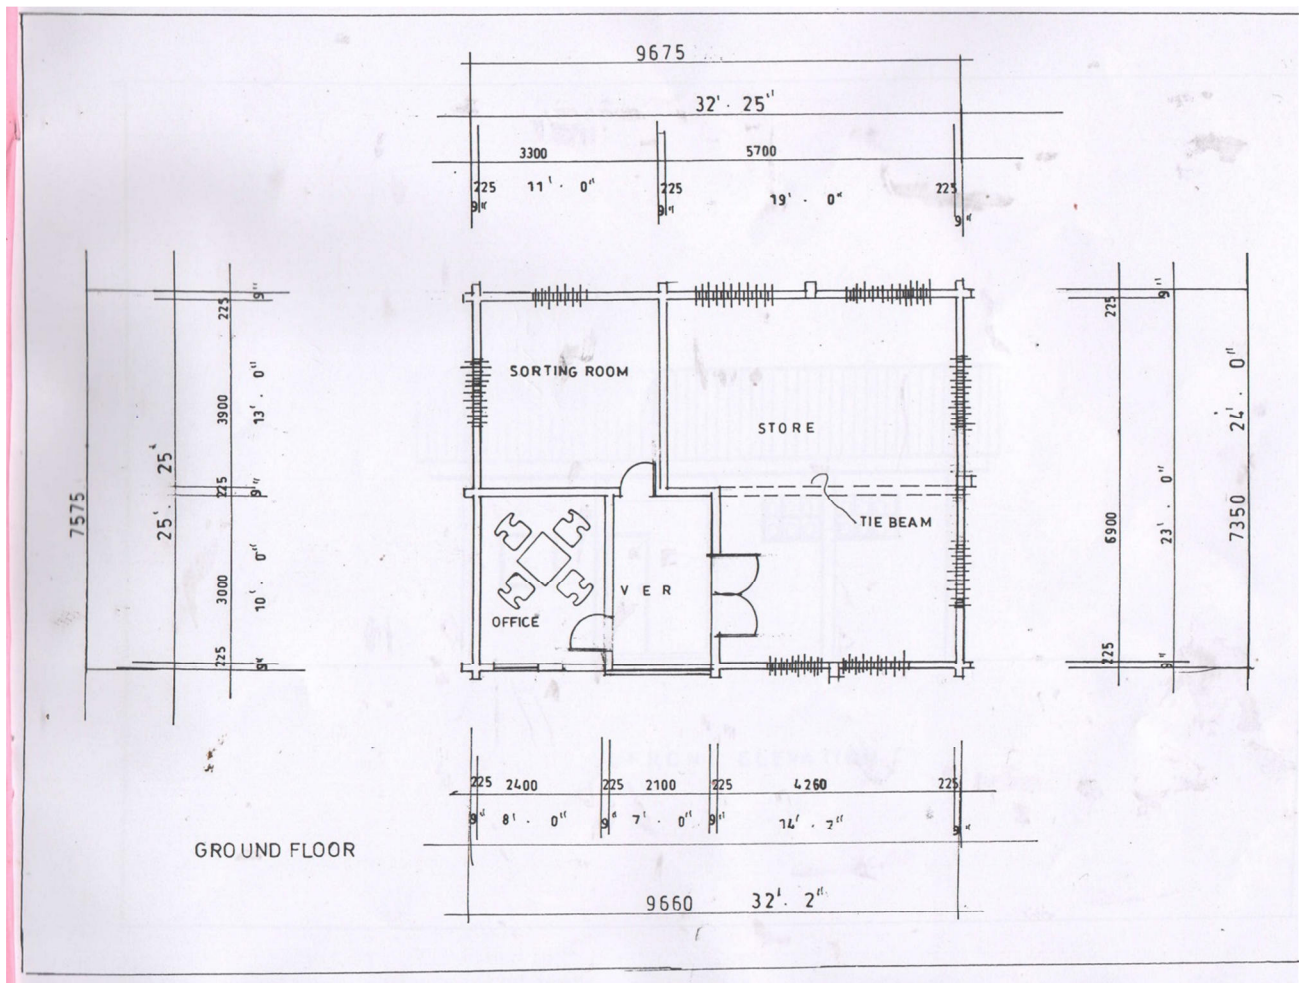 9675
32' . 25"
3300 5700
225 11' . 0" 225 19' . 0" 225
9" 9" 9"
7575
25' . 25"
225 9"
3900 13' . 0"
225 9"
3000 10' . 0"
225 9"
SORTING ROOM
STORE
TIE BEAM
V E R
OFFICE
225 9"
6900 23' . 0"
225 9"
7350 24' . 0"
225 2400 225 2100 225 4260 225
9" 8' . 0" 9" 7' . 0" 9" 14' . 2" 9"
GROUND FLOOR
9660 32' . 2"